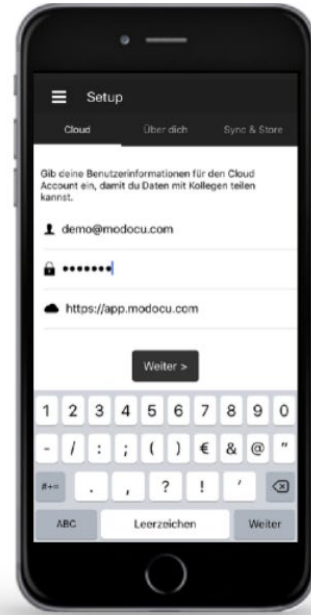 Setup
Cloud Über dich Sync & Store
Gib deine Benutzerinformationen für den Cloud
Account ein, damit du Daten mit Kollegen teilen
kannst.
demo@modocu.com
•••••••
https://app.modocu.com
Weiter >
1 2 3 4 5 6 7 8 9 0
- / : ; ( ) € & @ "
#+= . , ? ! ' 
ABC Leerzeichen Weiter